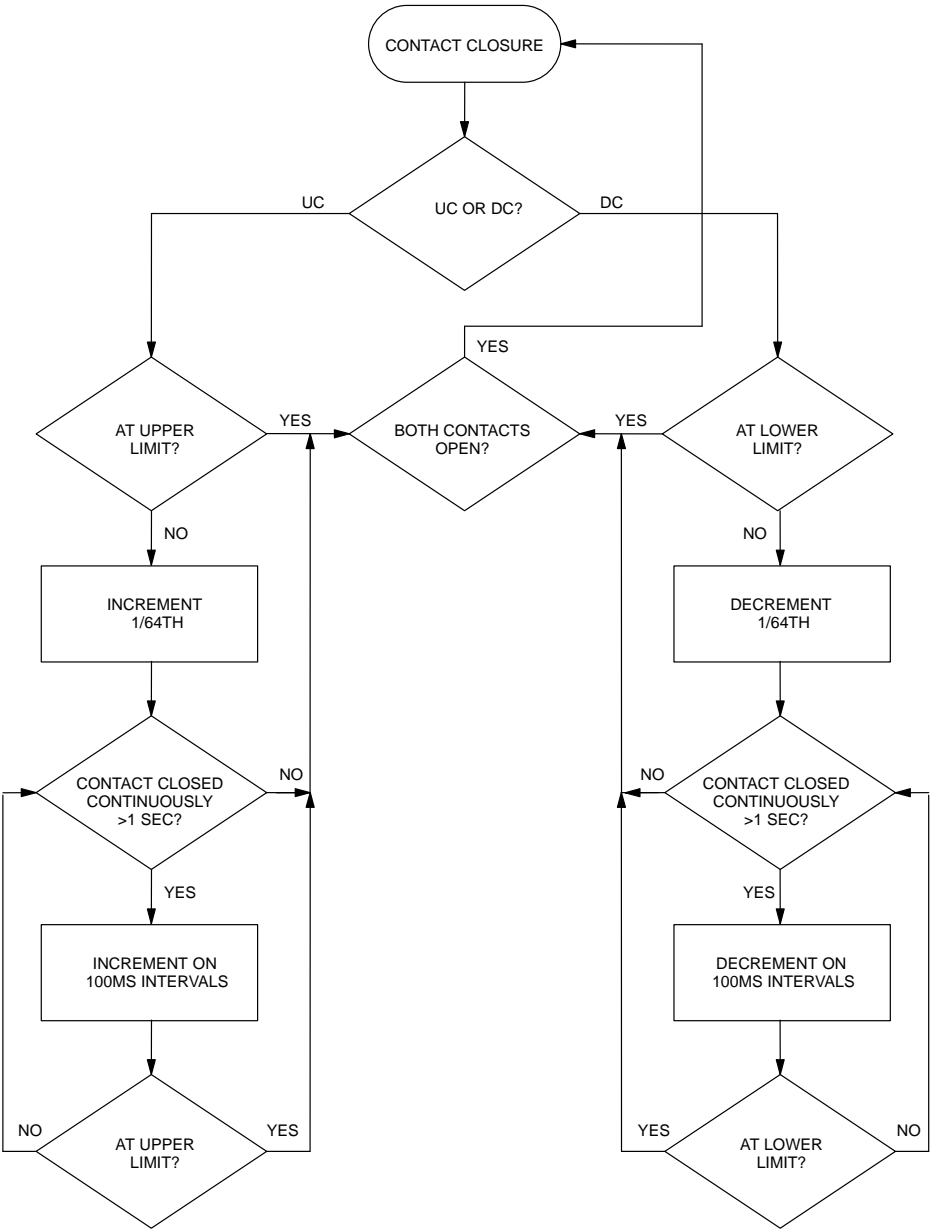 CONTACT CLOSURE
UC OR DC?
UC
DC
YES
AT UPPER
LIMIT?
YES
BOTH CONTACTS
OPEN?
YES
AT LOWER
LIMIT?
NO
NO
INCREMENT
1/64TH
DECREMENT
1/64TH
CONTACT CLOSED
CONTINUOUSLY
>1 SEC?
NO
NO
CONTACT CLOSED
CONTINUOUSLY
>1 SEC?
YES
YES
INCREMENT ON
100MS INTERVALS
DECREMENT ON
100MS INTERVALS
NO
AT UPPER
LIMIT?
YES
YES
AT LOWER
LIMIT?
NO